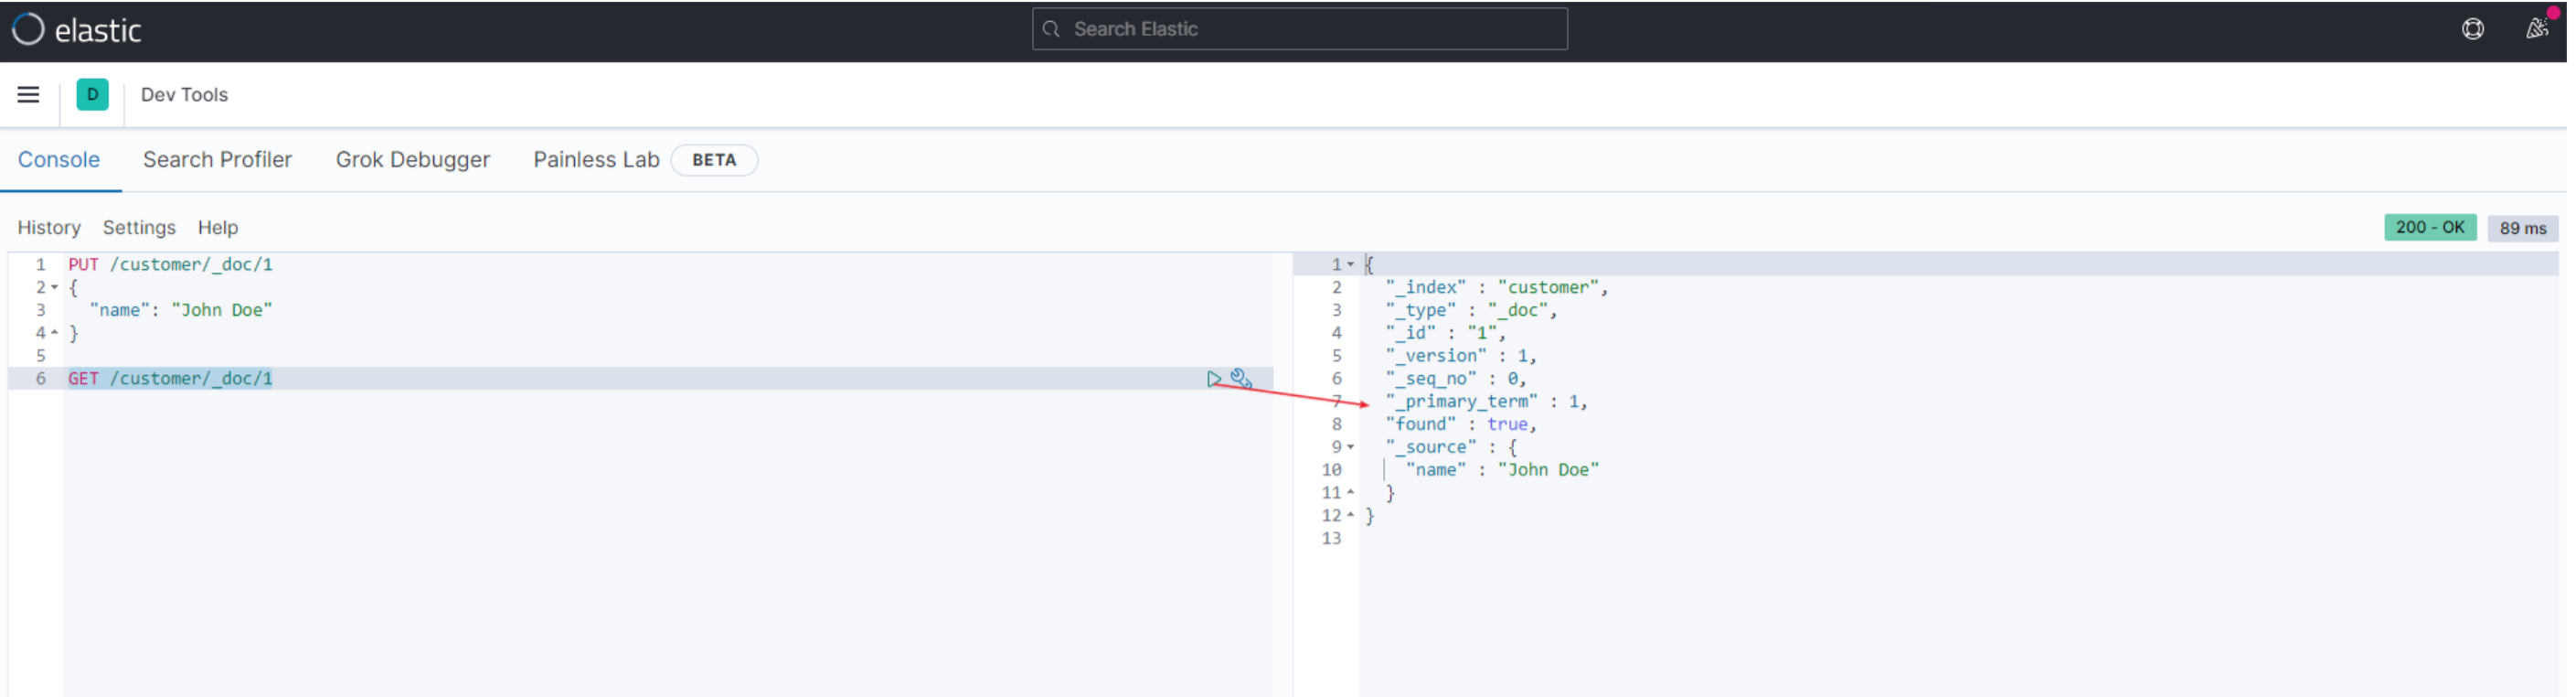 elastic
Search Elastic
D
Dev Tools
Console Search Profiler Grok Debugger Painless Lab BETA
History Settings Help
200 - OK 89 ms
1 PUT /customer/_doc/1
2 {
3 "name": "John Doe"
4 }
5
6 GET /customer/_doc/1
1 {
2 "_index" : "customer",
3 "_type" : "_doc",
4 "_id" : "1",
5 "_version" : 1,
6 "_seq_no" : 0,
7 "_primary_term" : 1,
8 "found" : true,
9 "_source" : {
10 "name" : "John Doe"
11 }
12 }
13